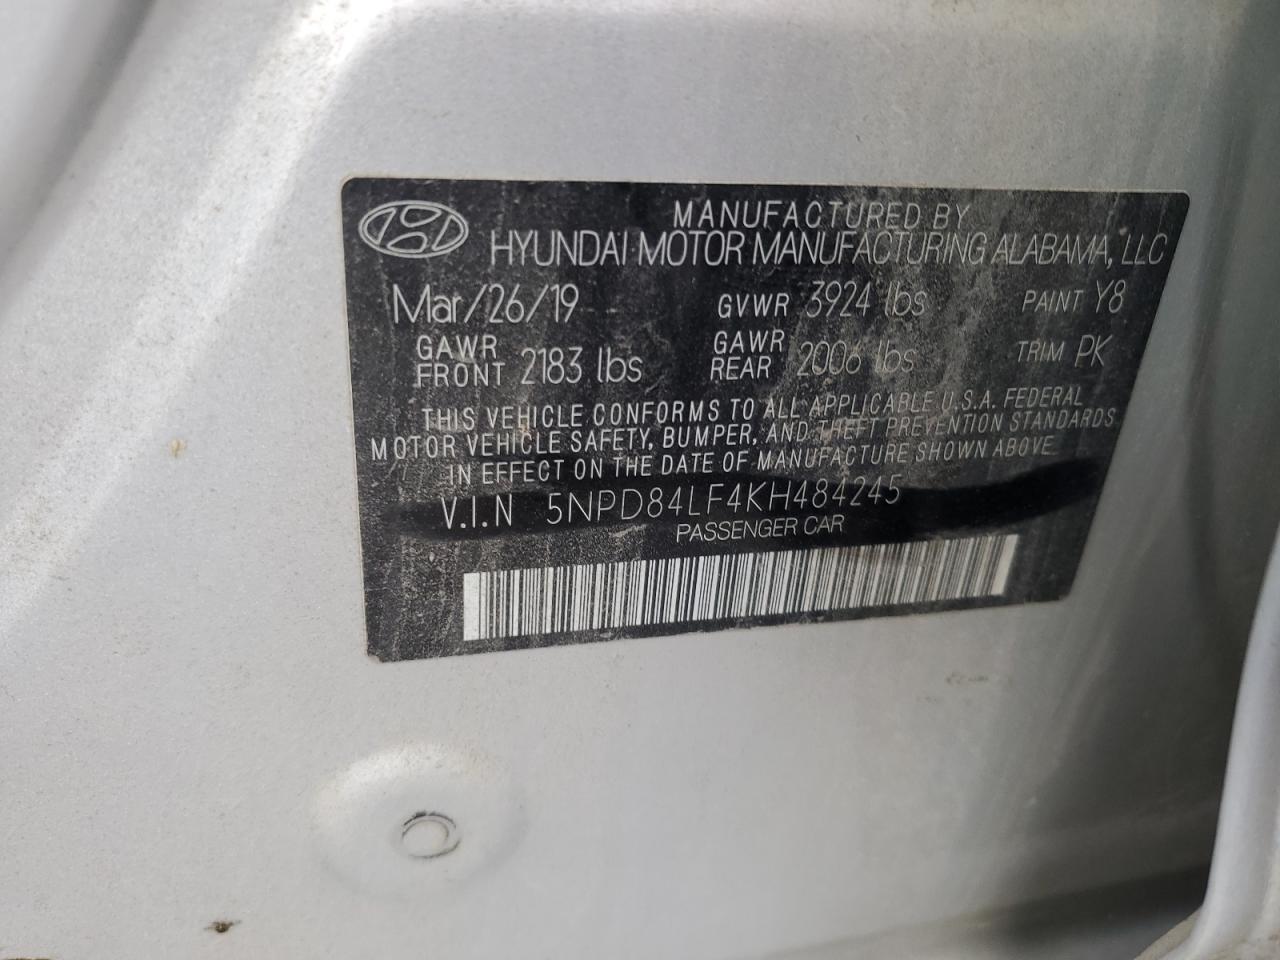 MANUFACTURED BY
HYUNDAI MOTOR MANUFACTURING ALABAMA, LLC
Mar/26/19 GVWR 3924 lbs PAINT Y8
GAWR FRONT 2183 lbs GAWR REAR 2006 lbs TRIM PK
THIS VEHICLE CONFORMS TO ALL APPLICABLE U.S.A. FEDERAL
MOTOR VEHICLE SAFETY, BUMPER, AND THEFT PREVENTION STANDARDS
IN EFFECT ON THE DATE OF MANUFACTURE SHOWN ABOVE.
V.I.N 5NPD84LF4KH484245
PASSENGER CAR